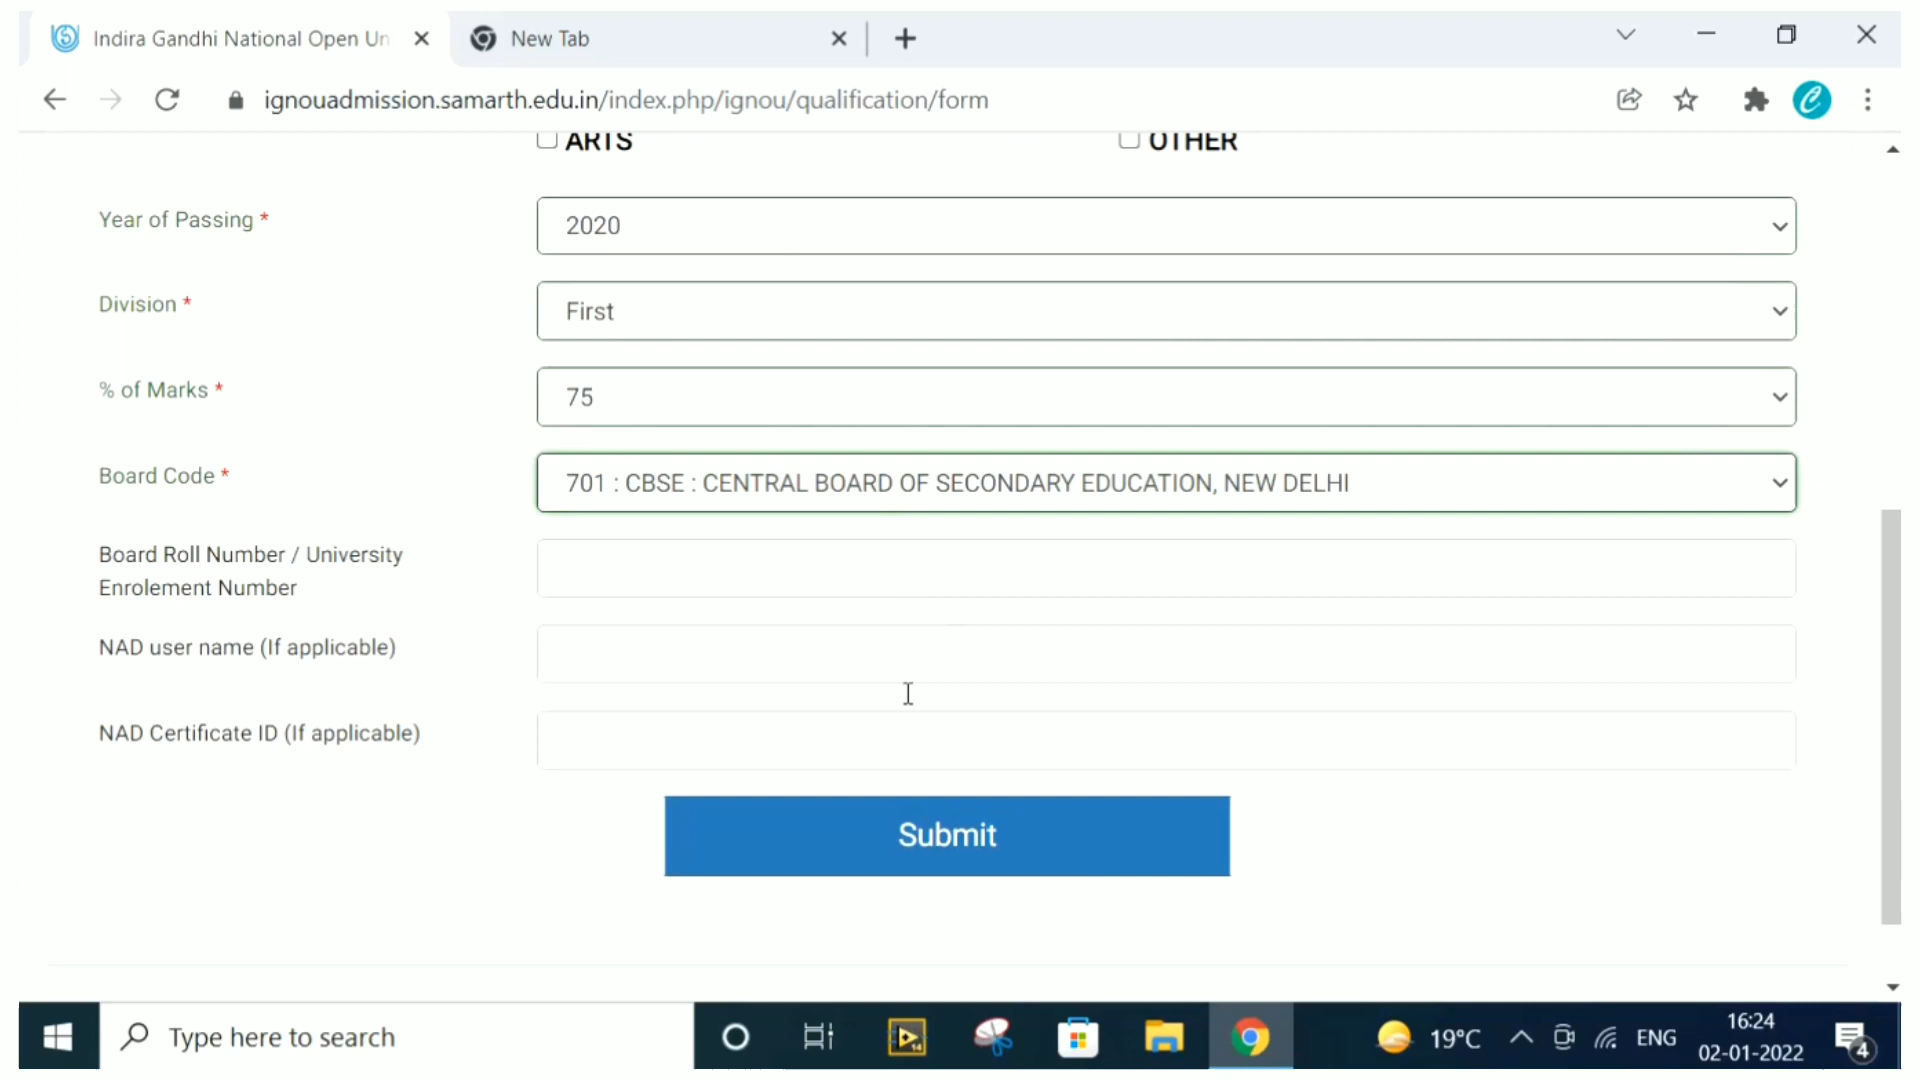 Indira Gandhi National Open Un
New Tab
ignouadmission.samarth.edu.in/index.php/ignou/qualification/form
ARTS
OTHER
Year of Passing *
2020
Division *
First
% of Marks *
75
Board Code *
701 : CBSE : CENTRAL BOARD OF SECONDARY EDUCATION, NEW DELHI
Board Roll Number / University
Enrolement Number
NAD user name (If applicable)
NAD Certificate ID (If applicable)
Submit
Type here to search
14
19°C
ENG
16:24
02-01-2022
4